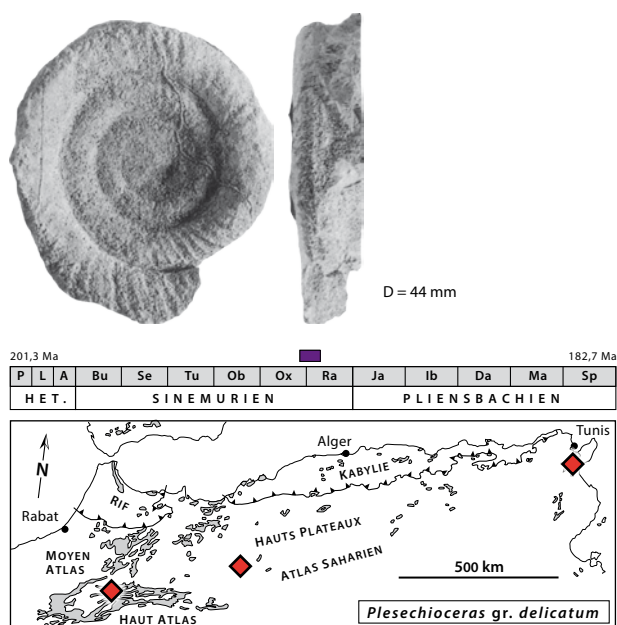 D = 44 mm
201,3 Ma 182,7 Ma
P L A Bu Se Tu Ob Ox Ra Ja Ib Da Ma Sp
HET. SINEMURIEN PLIENSBACHIEN
Tunis
Alger
N
KABYLIE
RIF
Rabat
HAUTS PLATEAUX
MOYEN
ATLAS
ATLAS SAHARIEN
500 km
HAUT ATLAS
Plesechioceras gr. delicatum